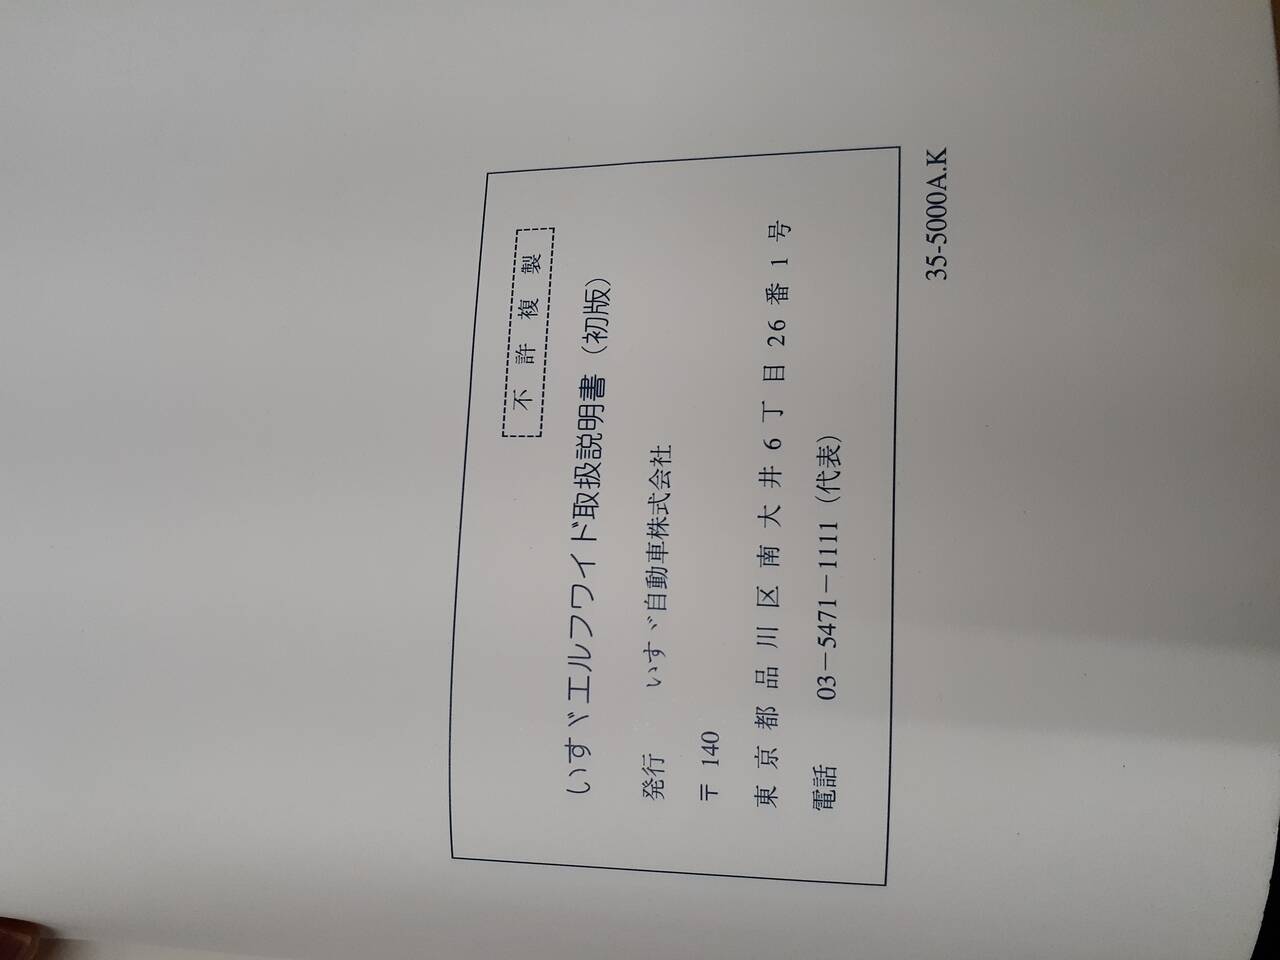 不許複製
いすゞエルフワイド取扱説明書（初版）
発行 いすゞ自動車株式会社
〒 140
東京都品川区南大井6丁目26番1号
電話 03－5471－1111（代表）
35-5000A.K